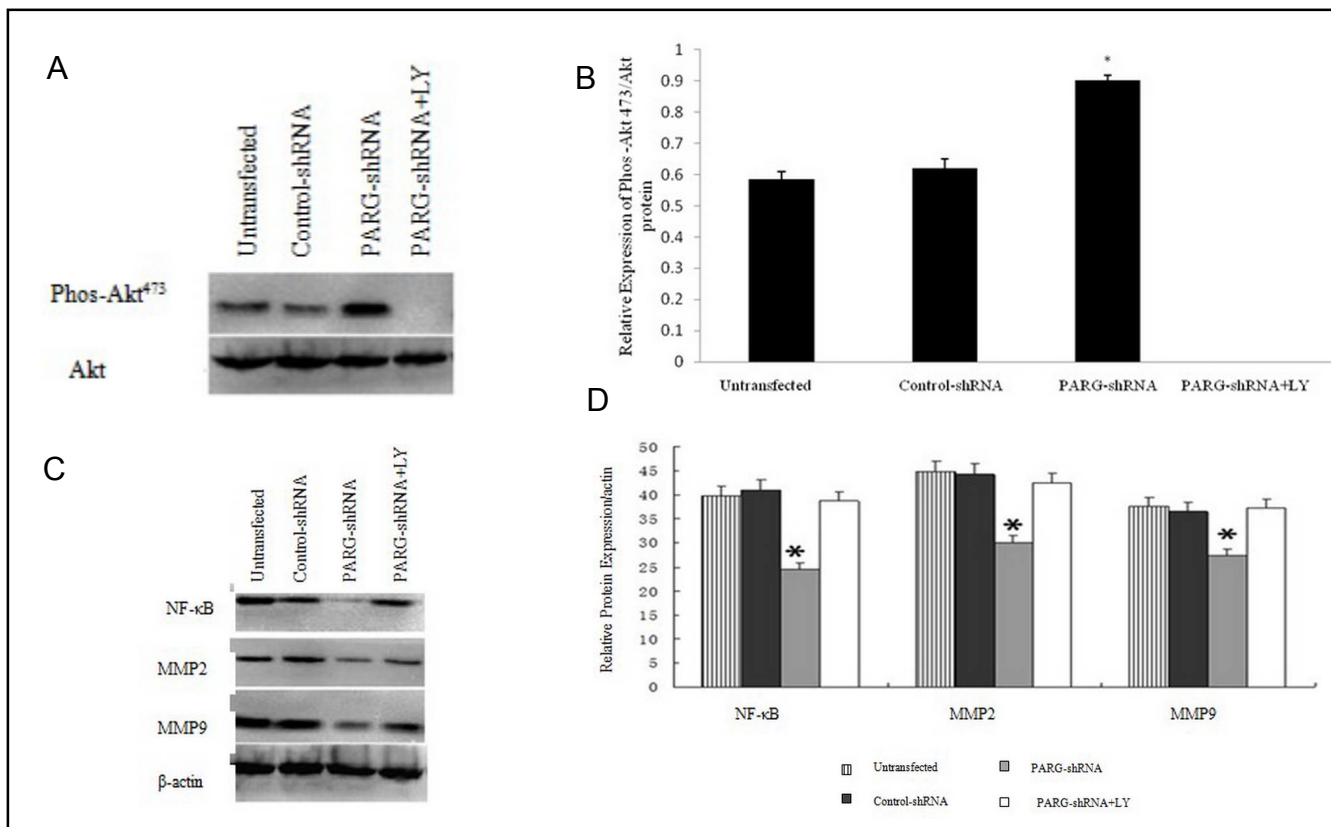 A
Untransfected
Control-shRNA
PARG-shRNA
PARG-shRNA+LY
Phos-Akt⁴⁷³
Akt
B
Relative Expression of Phos -Akt 473/Akt
protein
1
0.9
0.8
0.7
0.6
0.5
0.4
0.3
0.2
0.1
0
*
Untransfected
Control-shRNA
PARG-shRNA
PARG-shRNA+LY
C
Untransfected
Control-shRNA
PARG-shRNA
PARG-shRNA+LY
NF-κB
MMP2
MMP9
β-actin
D
Relative Protein Expression/actin
50
45
40
35
30
25
20
15
10
5
0
*
*
*
NF-κB
MMP2
MMP9
Untransfected
PARG-shRNA
Control-shRNA
PARG-shRNA+LY